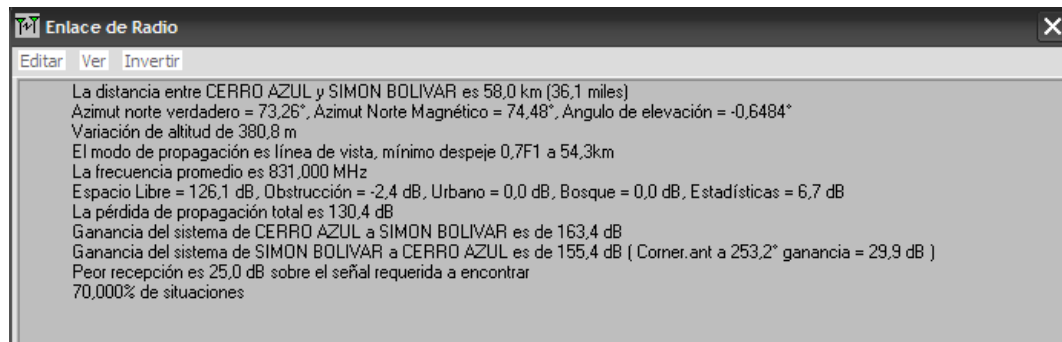 Enlace de Radio
Editar Ver Invertir
La distancia entre CERRO AZUL y SIMON BOLIVAR es 58,0 km (36,1 miles)
Azimut norte verdadero = 73,26°, Azimut Norte Magnético = 74,48°, Angulo de elevación = -0,6484°
Variación de altitud de 380,8 m
El modo de propagación es línea de vista, mínimo despeje 0,7F1 a 54,3km
La frecuencia promedio es 831,000 MHz
Espacio Libre = 126,1 dB, Obstrucción = -2,4 dB, Urbano = 0,0 dB, Bosque = 0,0 dB, Estadísticas = 6,7 dB
La pérdida de propagación total es 130,4 dB
Ganancia del sistema de CERRO AZUL a SIMON BOLIVAR es de 163,4 dB
Ganancia del sistema de SIMON BOLIVAR a CERRO AZUL es de 155,4 dB ( Corner.ant a 253,2° ganancia = 29,9 dB )
Peor recepción es 25,0 dB sobre el señal requerida a encontrar
70,000% de situaciones